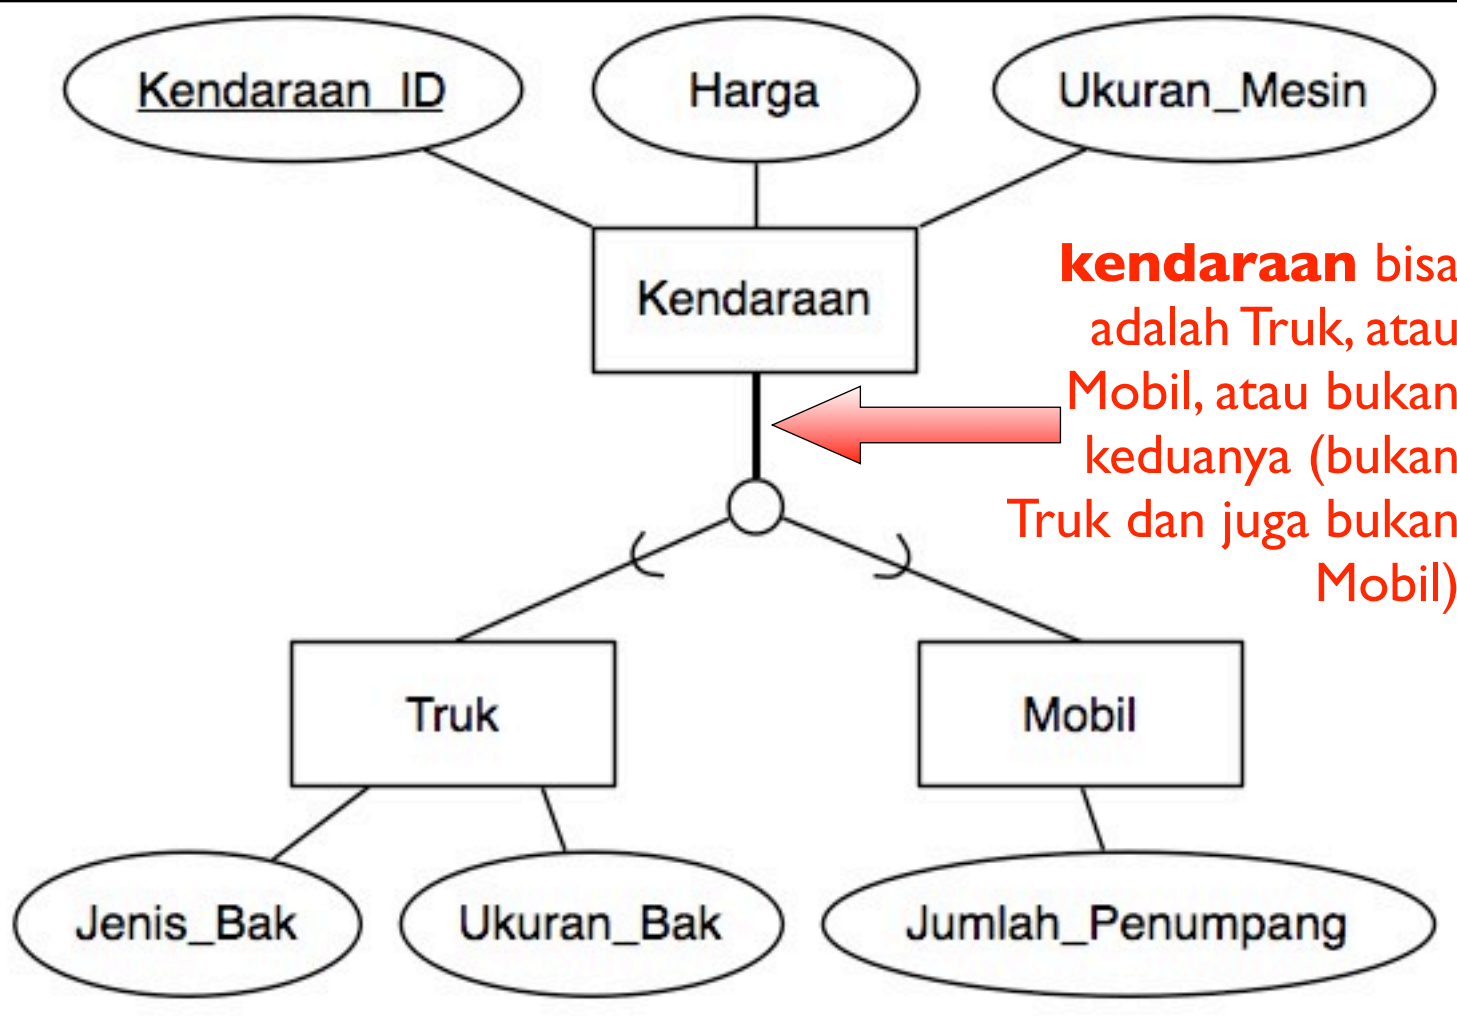 Kendaraan_ID
Harga
Ukuran_Mesin
Kendaraan
kendaraan bisa
adalah Truk, atau
Mobil, atau bukan
keduanya (bukan
Truk dan juga bukan
Mobil)
Truk
Mobil
Jenis_Bak
Ukuran_Bak
Jumlah_Penumpang